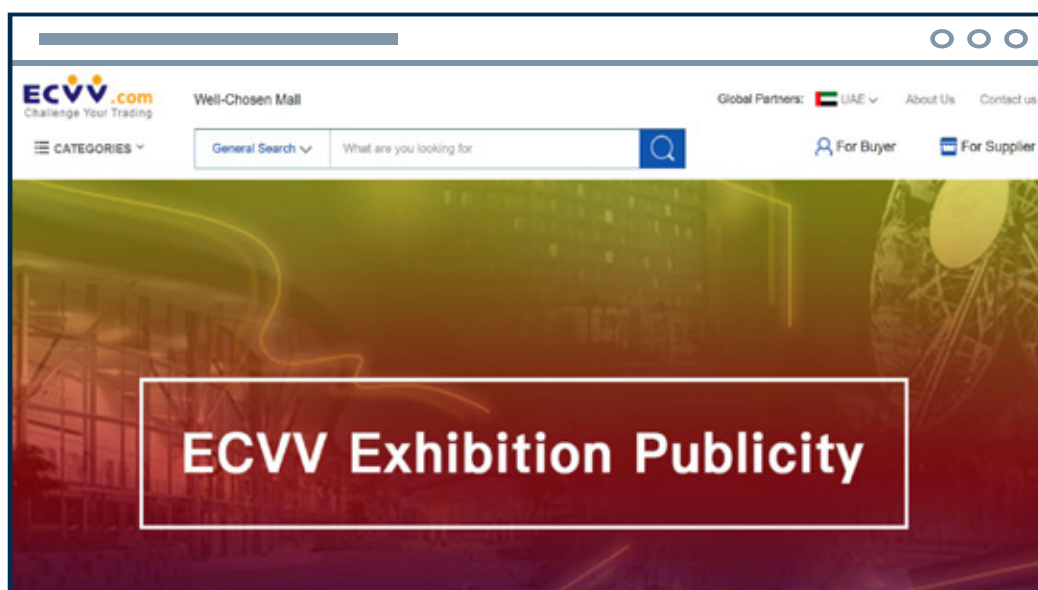 ECVV.com
Challenge Your Trading
Well-Chosen Mall
Global Partners: UAE About Us Contact us
CATEGORIES
General Search What are you looking for
For Buyer For Supplier
ECVV Exhibition Publicity